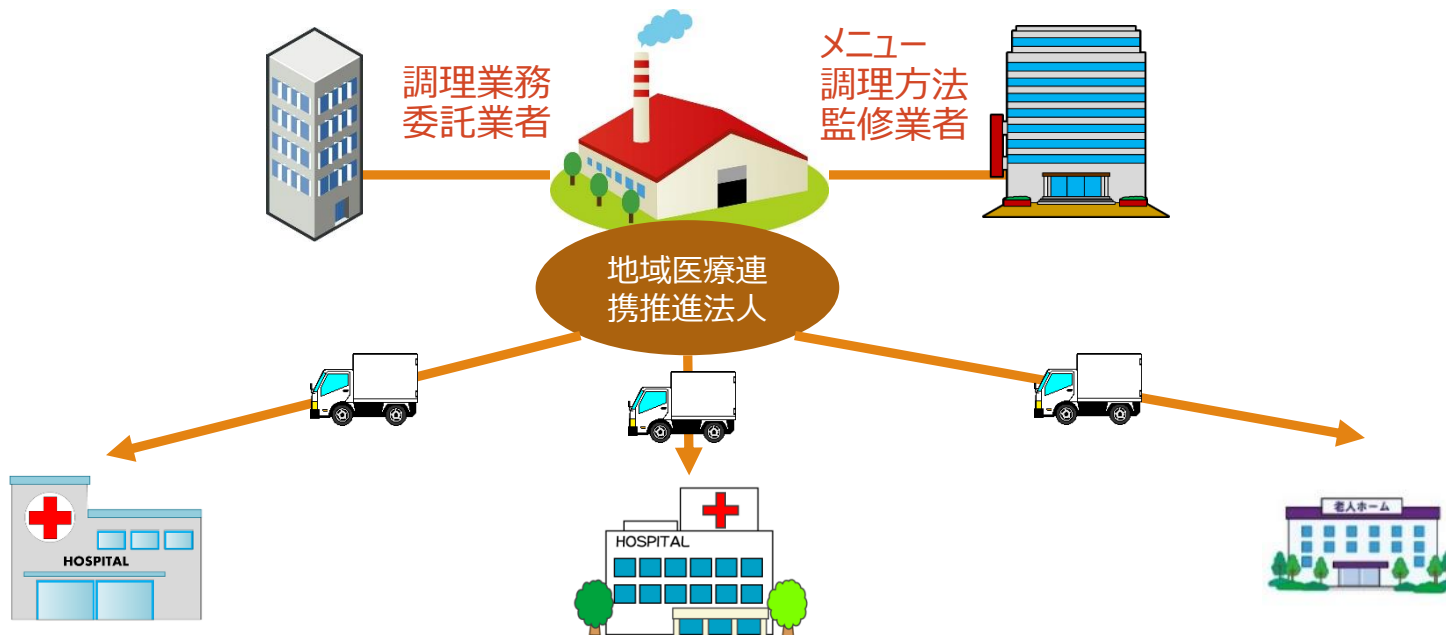 調理業務
委託業者
メニュー
調理方法
監修業者
地域医療連
携推進法人
HOSPITAL
HOSPITAL
老人ホーム